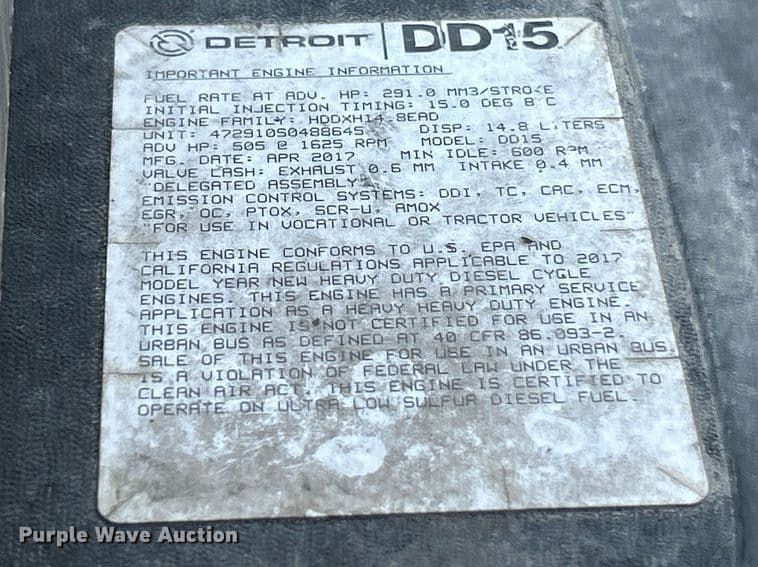 DETROIT | DD15
IMPORTANT ENGINE INFORMATION
FUEL RATE AT ADV. HP: 291.0 MM3/STROKE
INITIAL INJECTION TIMING: 15.0 DEG B C
ENGINE FAMILY: HDDXH14.8EAD
UNIT: 472910S0488645 DISP: 14.8 LITERS
ADV HP: 505 @ 1625 RPM MODEL: DD15
MFG. DATE: APR 2017 MIN IDLE: 600 RPM
VALVE LASH: EXHAUST 0.6 MM INTAKE 0.4 MM
"DELEGATED ASSEMBLY"
EMISSION CONTROL SYSTEMS: DDI, TC, CAC, ECM,
EGR, OC, PTOX, SCR-U, AMOX
"FOR USE IN VOCATIONAL OR TRACTOR VEHICLES"
THIS ENGINE CONFORMS TO U.S. EPA AND
CALIFORNIA REGULATIONS APPLICABLE TO 2017
MODEL YEAR NEW HEAVY DUTY DIESEL CYCLE
ENGINES. THIS ENGINE HAS A PRIMARY SERVICE
APPLICATION AS A HEAVY HEAVY DUTY ENGINE.
THIS ENGINE IS NOT CERTIFIED FOR USE IN AN
URBAN BUS AS DEFINED AT 40 CFR 86.093-2.
SALE OF THIS ENGINE FOR USE IN AN URBAN BUS
IS A VIOLATION OF FEDERAL LAW UNDER THE
CLEAN AIR ACT. THIS ENGINE IS CERTIFIED TO
OPERATE ON ULTRA LOW SULFUR DIESEL FUEL.
Purple Wave Auction